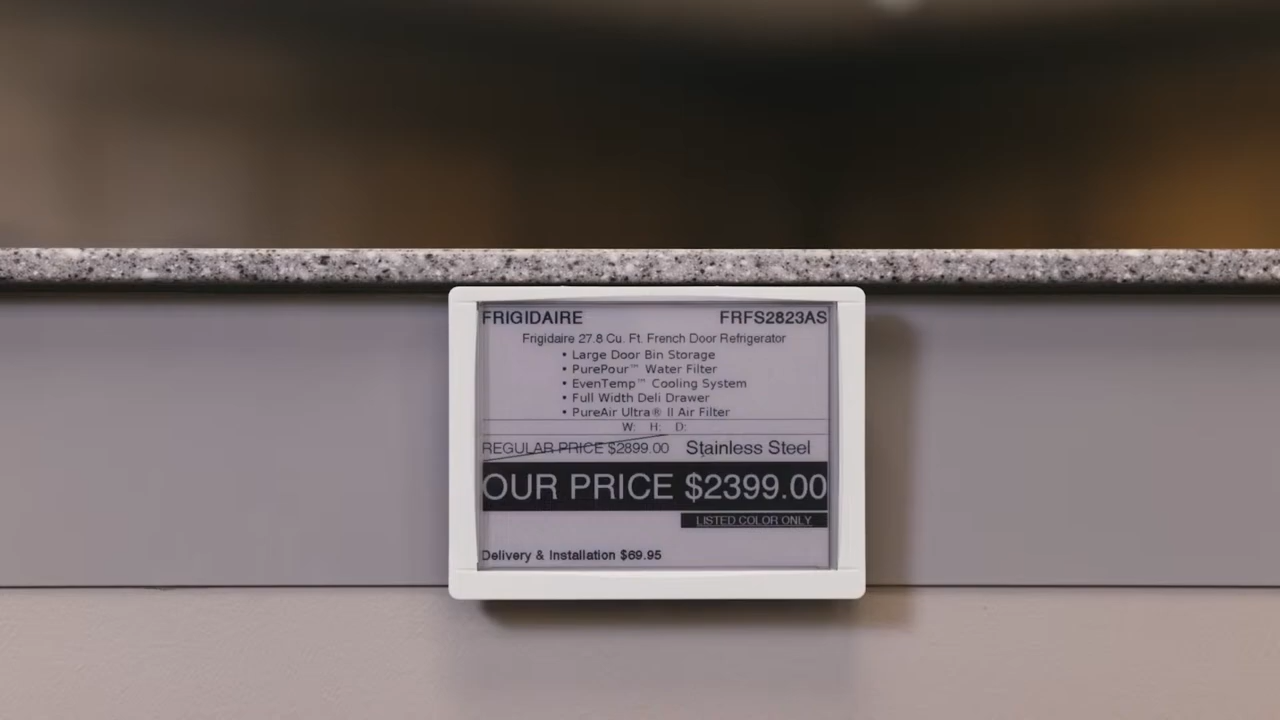 FRIGIDAIRE FRFS2823AS
Frigidaire 27.8 Cu. Ft. French Door Refrigerator
• Large Door Bin Storage
• PurePour™ Water Filter
• EvenTemp™ Cooling System
• Full Width Deli Drawer
• PureAir Ultra® II Air Filter
W: H: D:
REGULAR PRICE $2899.00 Stainless Steel
OUR PRICE $2399.00
LISTED COLOR ONLY
Delivery & Installation $69.95